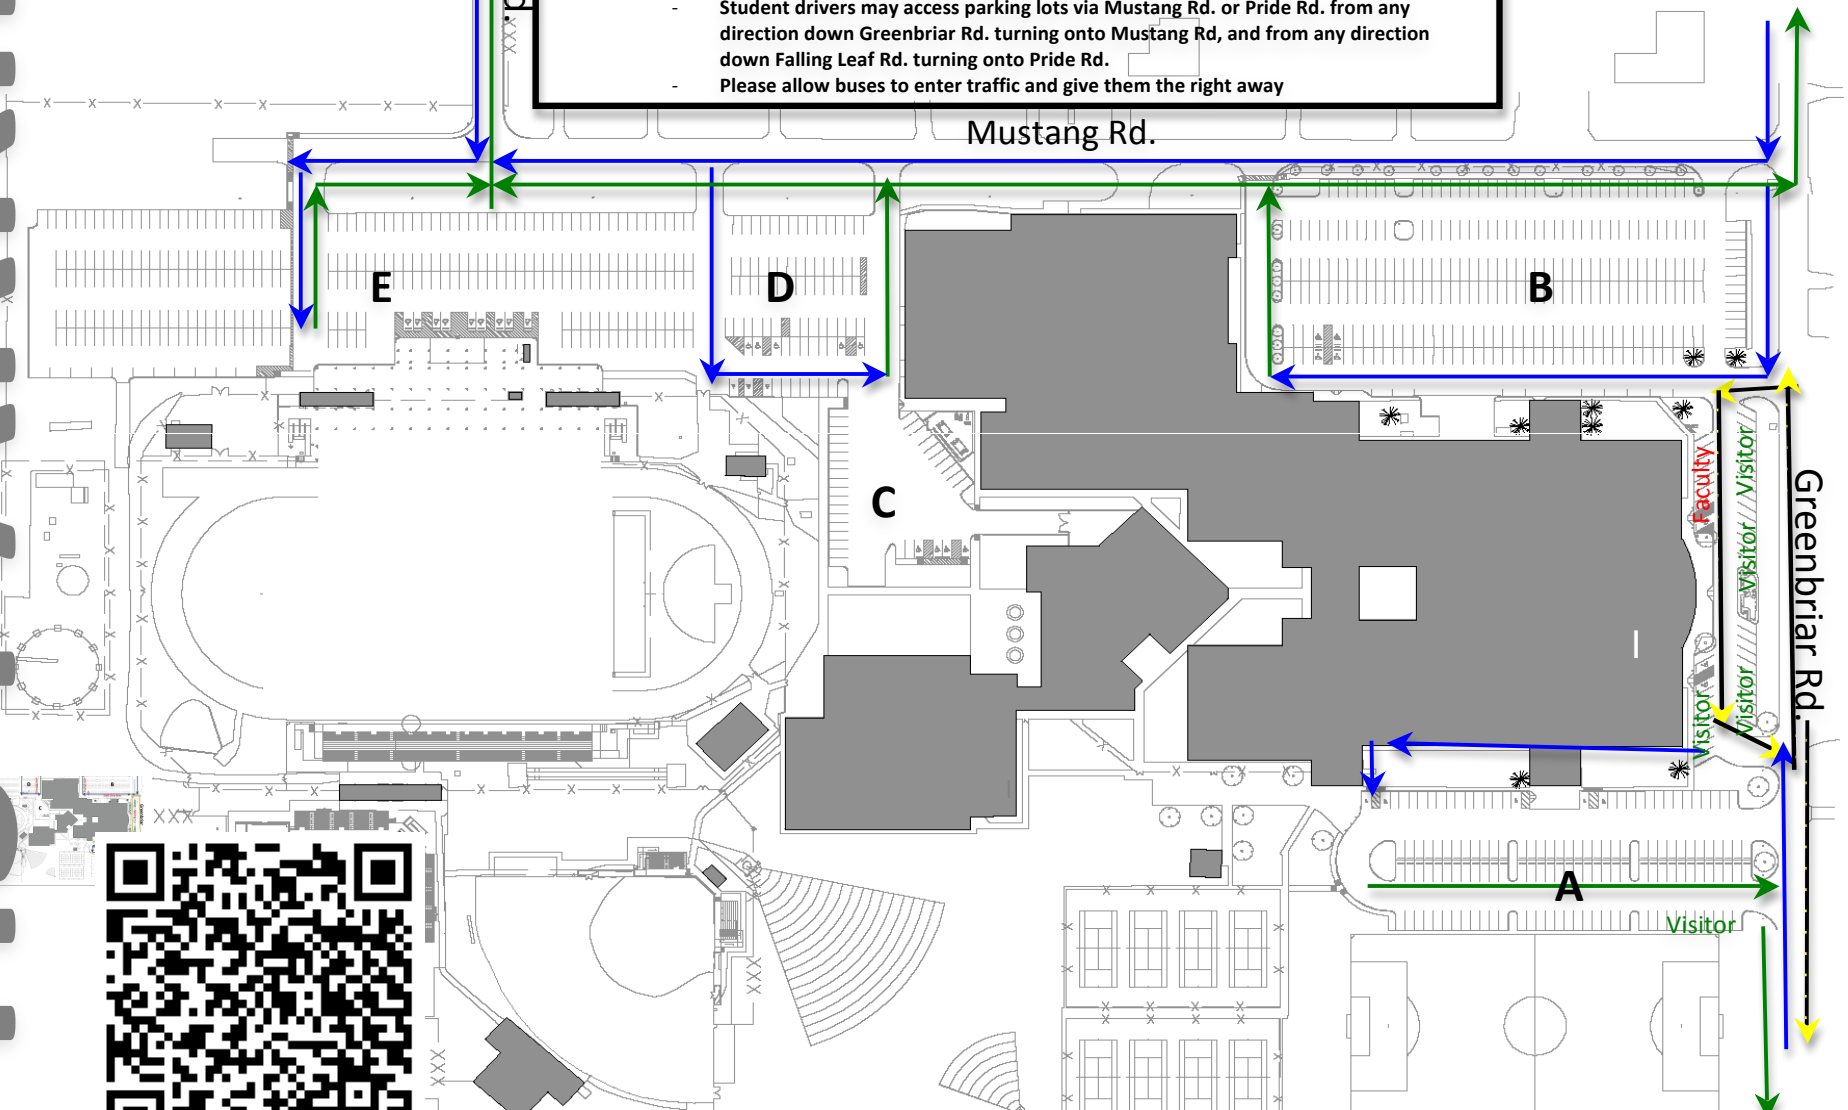 - Student drivers may access parking lots via Mustang Rd. or Pride Rd. from any
direction down Greenbriar Rd. turning onto Mustang Rd, and from any direction
down Falling Leaf Rd. turning onto Pride Rd.
- Please allow buses to enter traffic and give them the right away
Mustang Rd.
E
D
B
C
Faculty
Visitor
Visitor
Greenbriar Rd.
Visitor
Visitor
A
Visitor